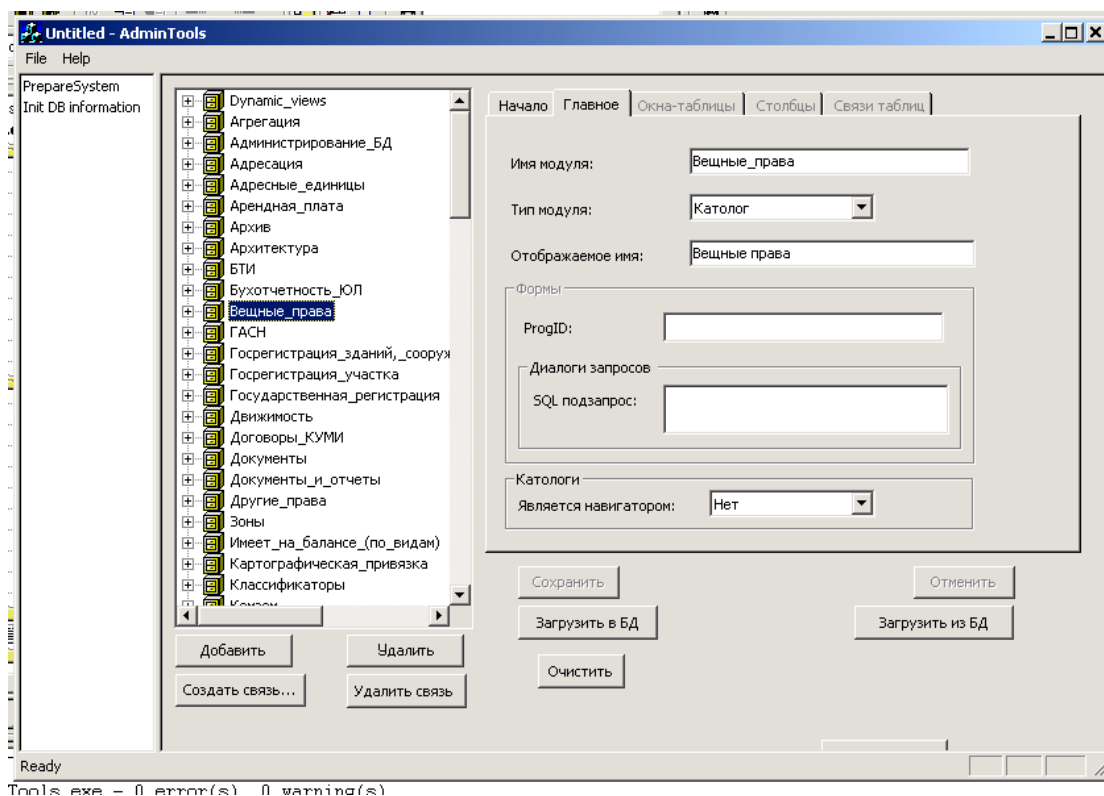 Untitled - AdminTools
File Help
PrepareSystem
Init DB information
Dynamic_views
Агрегация
Администрирование_БД
Адресация
Адресные_единицы
Арендная_плата
Архив
Архитектура
БТИ
Бухотчетность_ЮЛ
Вещные_права
ГАСН
Госрегистрация_зданий,_сооруж
Госрегистрация_участка
Государственная_регистрация
Движимость
Договоры_КУМИ
Документы
Документы_и_отчеты
Другие_права
Зоны
Имеет_на_балансе_(по_видам)
Картографическая_привязка
Классификаторы
Добавить Удалить
Создать связь... Удалить связь
Начало Главное Окна-таблицы Столбцы Связи таблиц
Имя модуля: Вещные_права
Тип модуля: Католог
Отображаемое имя: Вещные права
Формы
ProgID:
Диалоги запросов
SQL подзапрос:
Катологи
Является навигатором: Нет
Сохранить Отменить
Загрузить в БД Загрузить из БД
Очистить
Ready
Tools.exe - 0 error(s), 0 warning(s)